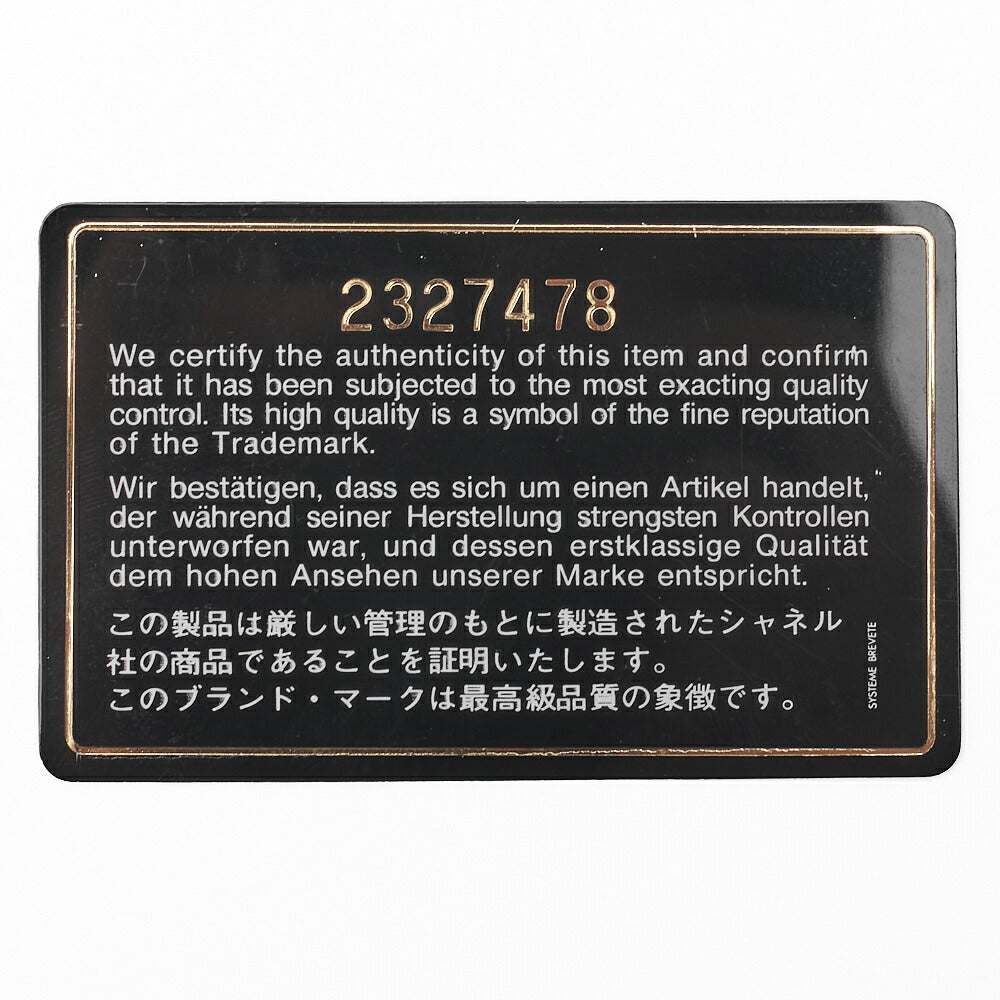 2327478
We certify the authenticity of this item and confirm
that it has been subjected to the most exacting quality
control. Its high quality is a symbol of the fine reputation
of the Trademark.
Wir bestätigen, dass es sich um einen Artikel handelt,
der während seiner Herstellung strengsten Kontrollen
unterworfen war, und dessen erstklassige Qualität
dem hohen Ansehen unserer Marke entspricht.
この製品は厳しい管理のもとに製造されたシャネル
社の商品であることを証明いたします。
このブランド・マークは最高級品質の象徴です。
SYSTEME BREVETE